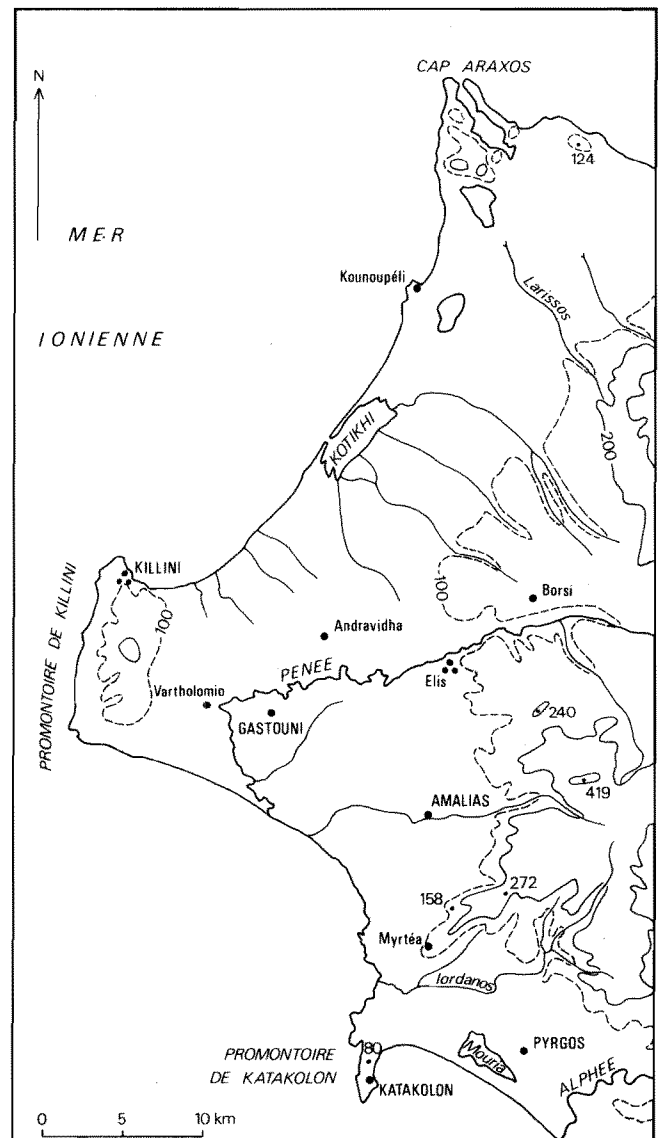 CAP ARAXOS
N
124
MER
Kounoupéli
Larissos
IONIENNE
KOTIKHI
200
KILLINI
100
PROMONTOIRE DE KILLINI
100
Borsi
Andravidha
PENEE
Elis
Vartholomio
GASTOUNI
240
419
AMALIAS
272
158
Myrtéa
Iordanos
PROMONTOIRE
DE KATAKOLON
80
Mouria
PYRGOS
ALPHEE
KATAKOLON
0 5 10 km